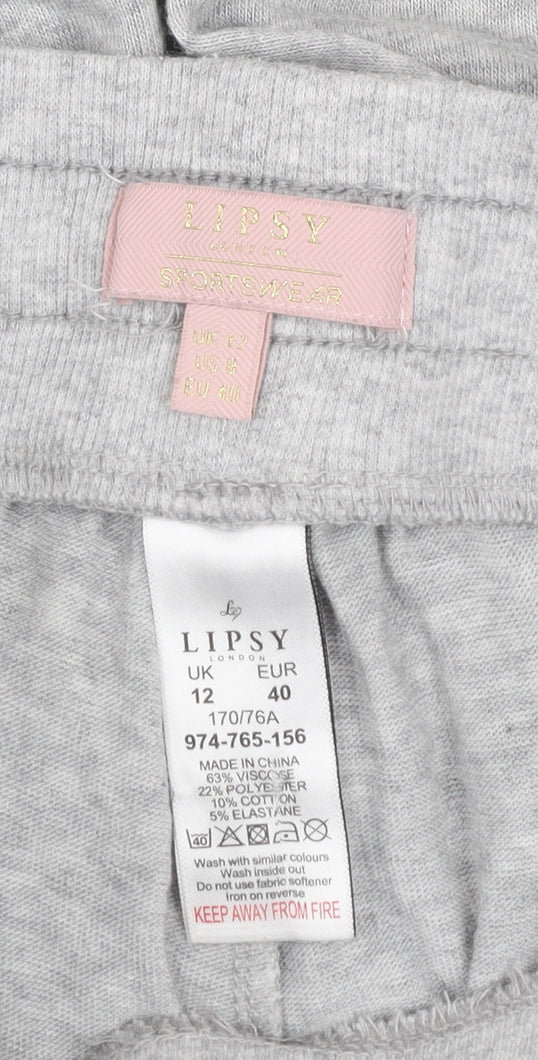 LIPSY
LONDON
SPORTSWEAR
UK 12
US 8
EU 40
LIPSY
LONDON
UK EUR
12 40
170/76A
974-765-156
MADE IN CHINA
63% VISCOSE
22% POLYESTER
10% COTTON
5% ELASTANE
40
Wash with similar colours
Wash inside out
Do not use fabric softener
Iron on reverse
KEEP AWAY FROM FIRE